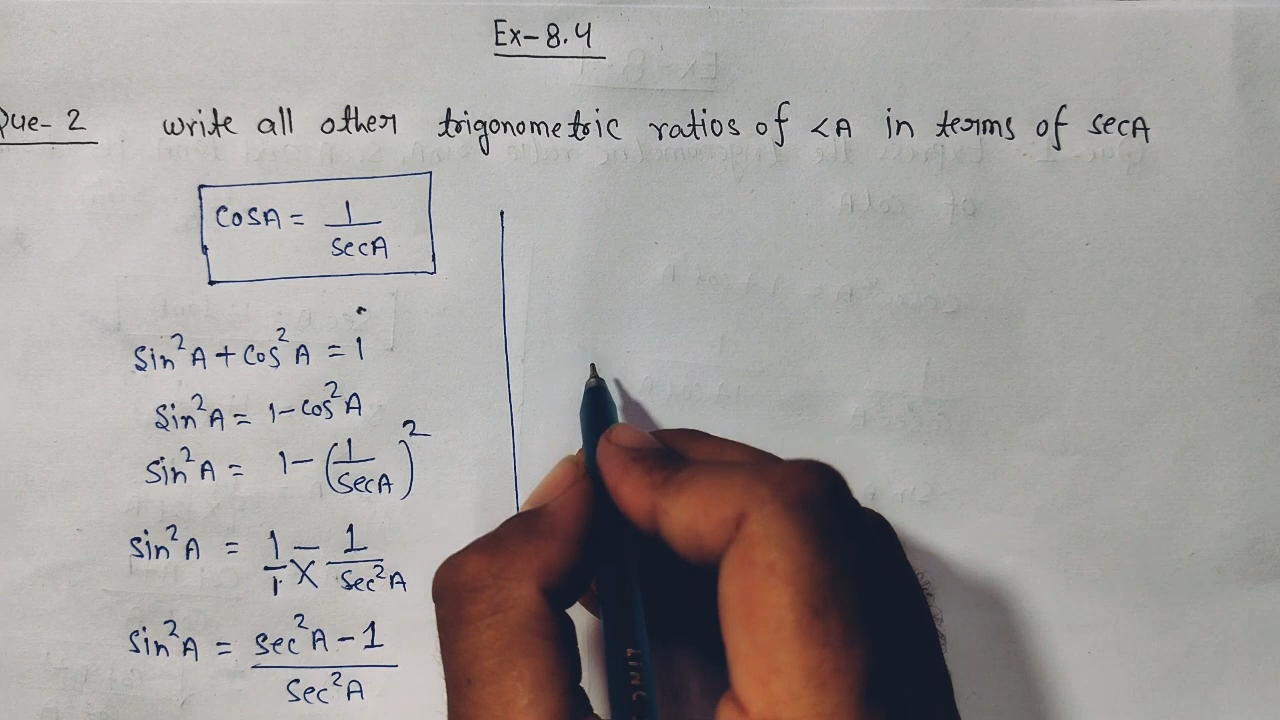 Ex-8.4
Que-2 write all other trigonometric ratios of <A in terms of secA
cosA = 1/secA
Sin²A + cos²A = 1
Sin²A = 1-cos²A
Sin²A = 1-(1/secA)²
Sin²A = 1/1 - 1/Sec²A
Sin²A = Sec²A-1/Sec²A
LINC